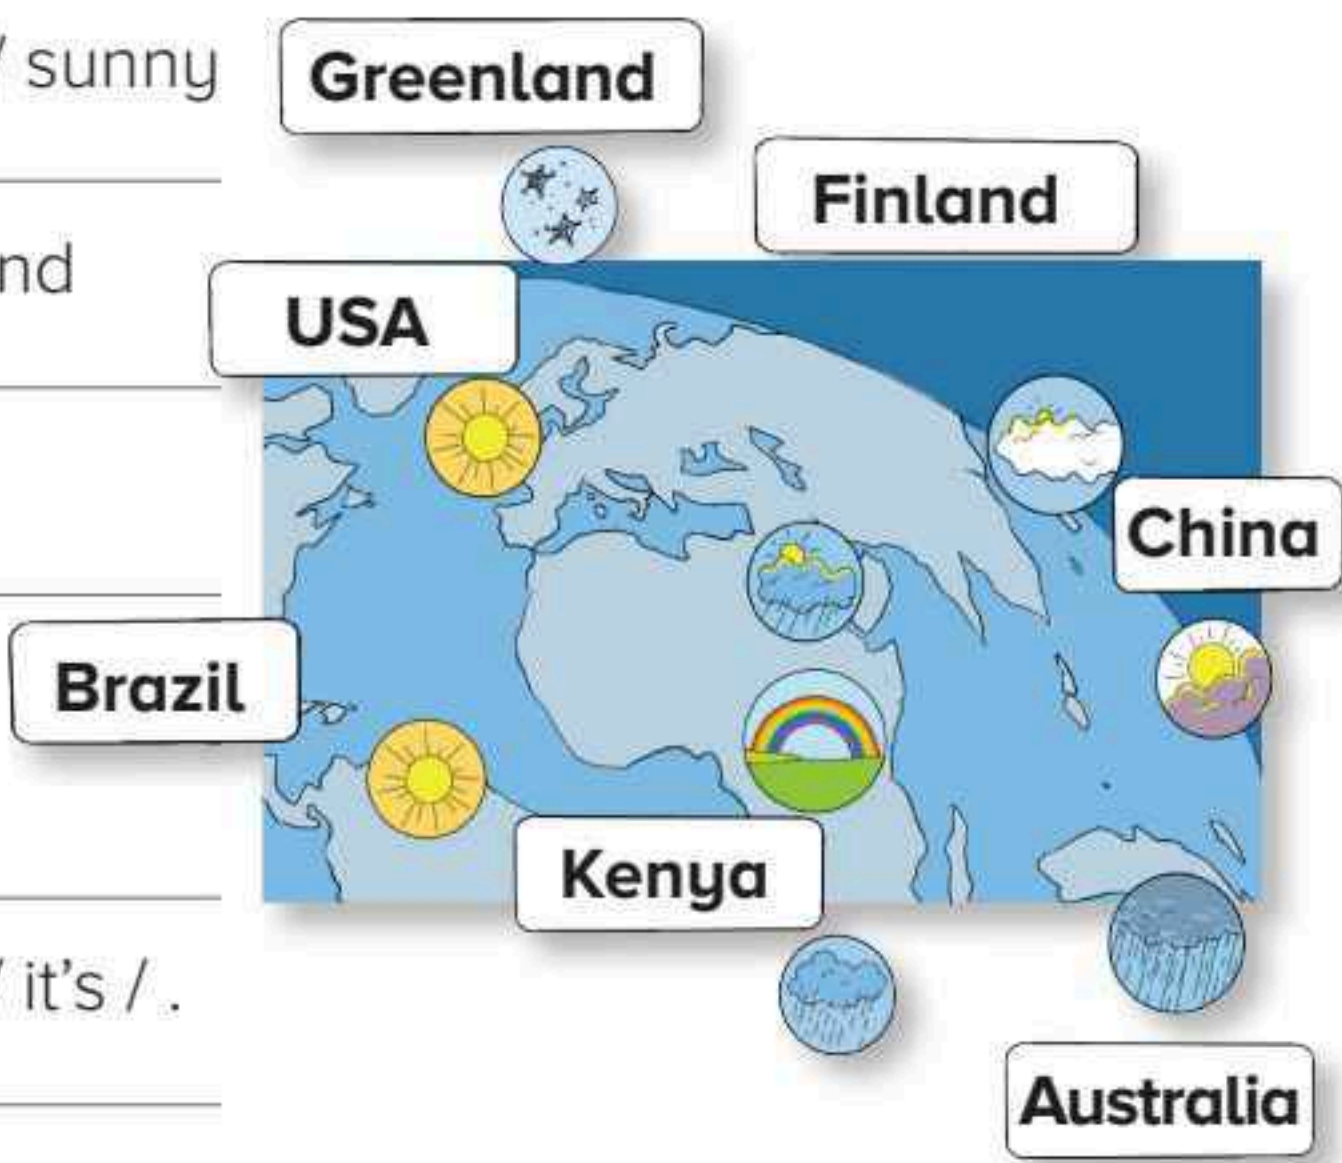 / sunny
Greenland
Finland
nd
USA
China
Brazil
Kenya
/ it's / .
Australia